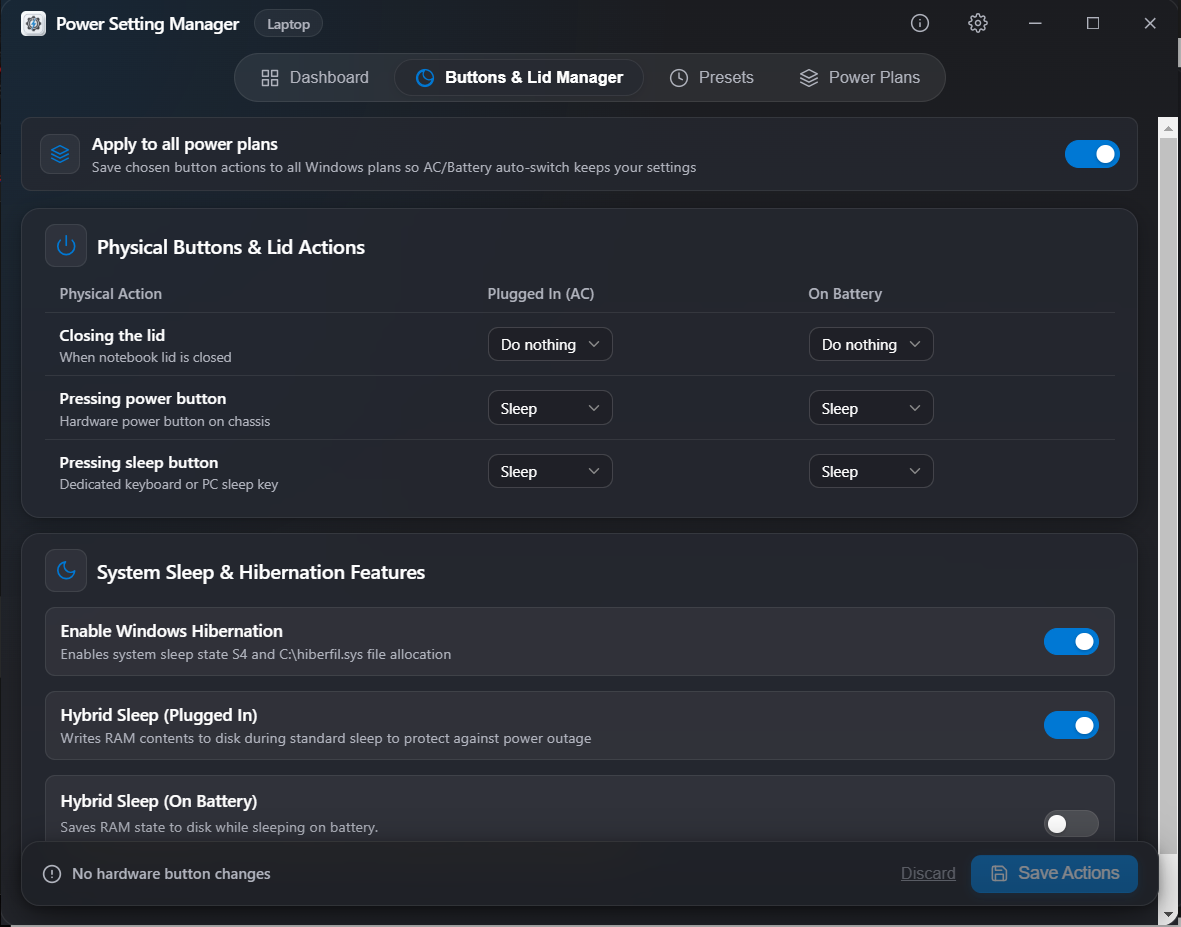 Power Setting Manager Laptop
Dashboard Buttons & Lid Manager Presets Power Plans
Apply to all power plans
Save chosen button actions to all Windows plans so AC/Battery auto-switch keeps your settings
Physical Buttons & Lid Actions
Physical Action Plugged In (AC) On Battery
Closing the lid
When notebook lid is closed
Do nothing Do nothing
Pressing power button
Hardware power button on chassis
Sleep Sleep
Pressing sleep button
Dedicated keyboard or PC sleep key
Sleep Sleep
System Sleep & Hibernation Features
Enable Windows Hibernation
Enables system sleep state S4 and C:\hiberfil.sys file allocation
Hybrid Sleep (Plugged In)
Writes RAM contents to disk during standard sleep to protect against power outage
Hybrid Sleep (On Battery)
Saves RAM state to disk while sleeping on battery.
No hardware button changes Discard Save Actions